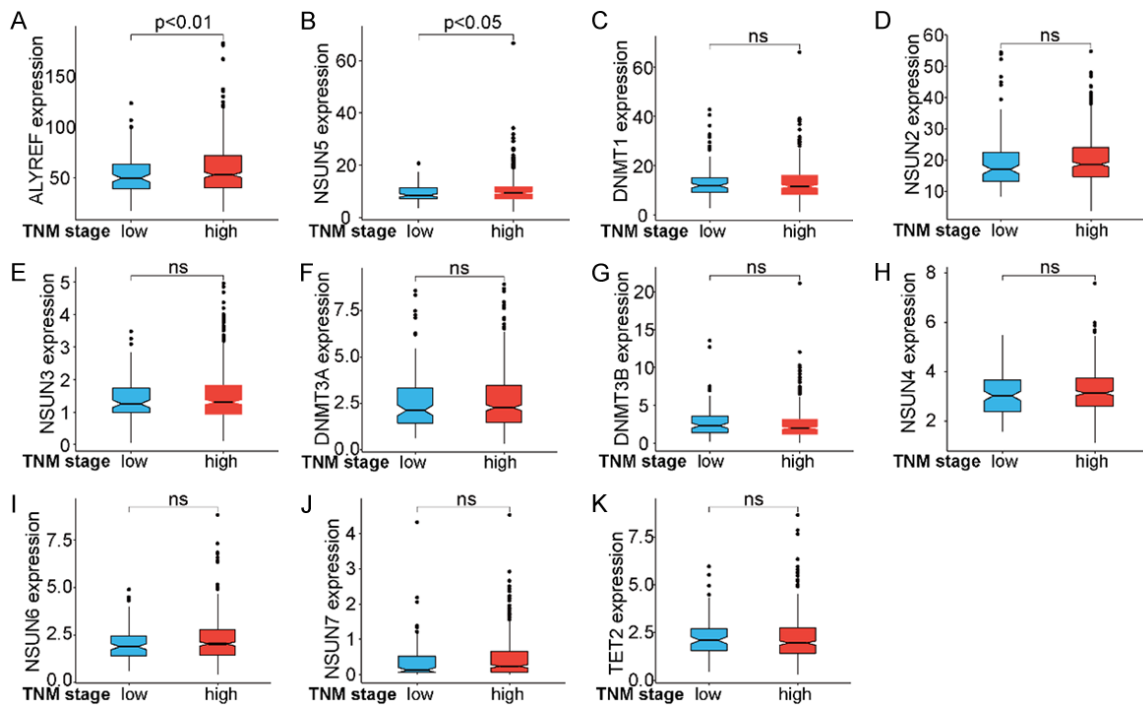 A
p<0.01
ALYREF expression
150
100
50
TNM stage low high
B
p<0.05
NSUN5 expression
60
40
20
0
TNM stage low high
C
ns
DNMT1 expression
60
40
20
0
TNM stage low high
D
ns
NSUN2 expression
60
50
40
30
20
10
TNM stage low high
E
ns
NSUN3 expression
5
4
3
2
1
0
TNM stage low high
F
ns
DNMT3A expression
7.5
5.0
2.5
0.0
TNM stage low high
G
ns
DNMT3B expression
20
15
10
5
0
TNM stage low high
H
ns
NSUN4 expression
8
6
4
2
TNM stage low high
I
ns
NSUN6 expression
7.5
5.0
2.5
0.0
TNM stage low high
J
ns
NSUN7 expression
4
3
2
1
0
TNM stage low high
K
ns
TET2 expression
7.5
5.0
2.5
0.0
TNM stage low high